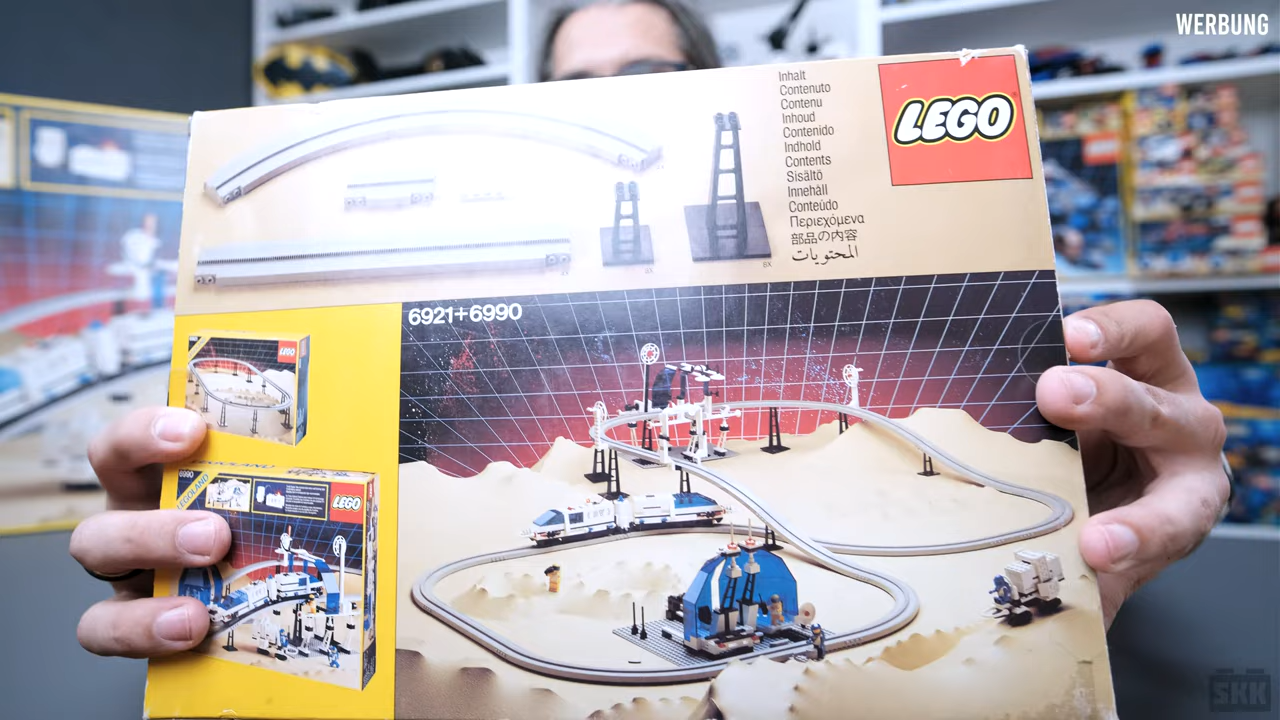 WERBUNG
Inhalt
Contenuto
Contenu
Inhoud
Contenido
Indhold
Contents
Sisältö
Innehåll
Conteúdo
Περιεχόμενα
部品の内容
المحتويات
LEGO
8X
6921+6990
LEGO
6990
LEGOLAND
LEGO
SKK